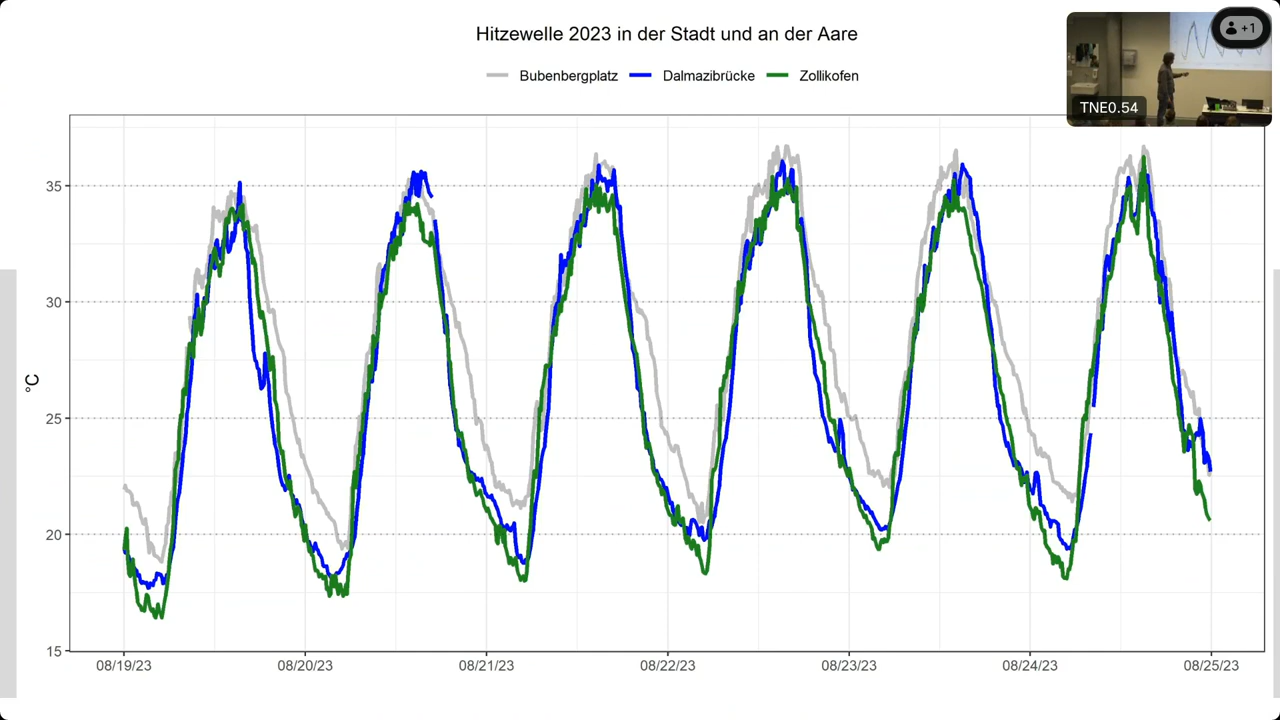 Hitzewelle 2023 in der Stadt und an der Aare
+1
Bubenbergplatz Dalmazibrücke Zollikofen
TNE0.54
°C
35
30
25
20
15
08/19/23 08/20/23 08/21/23 08/22/23 08/23/23 08/24/23 08/25/23